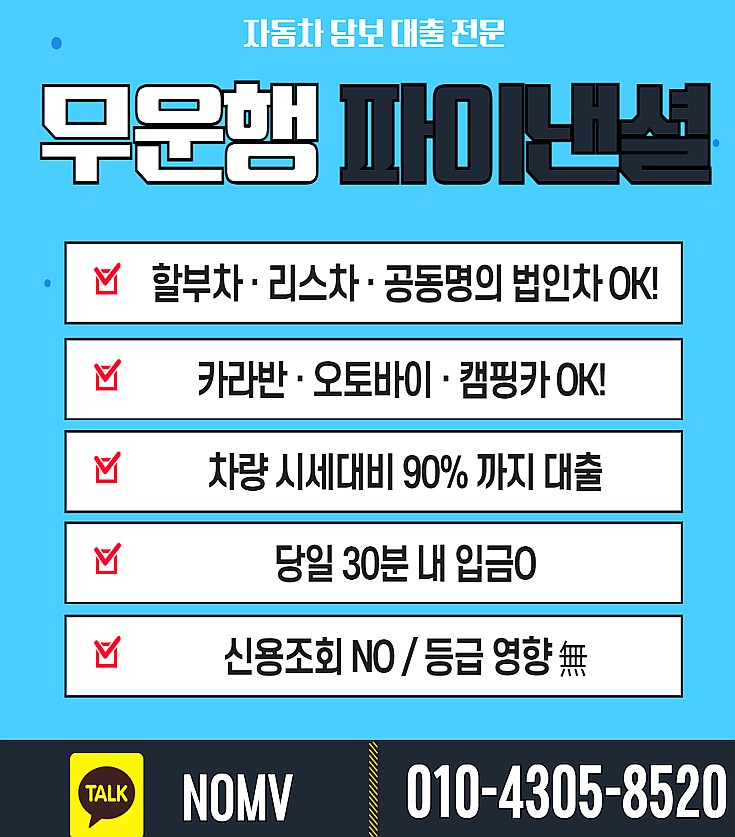 자동차 담보 대출 전문
무운행 파이낸셜
할부차 · 리스차 · 공동명의 법인차 OK!
카라반 · 오토바이 · 캠핑카 OK!
차량 시세대비 90% 까지 대출
당일 30분 내 입금O
신용조회 NO / 등급 영향 無
TALK NOMV 010-4305-8520